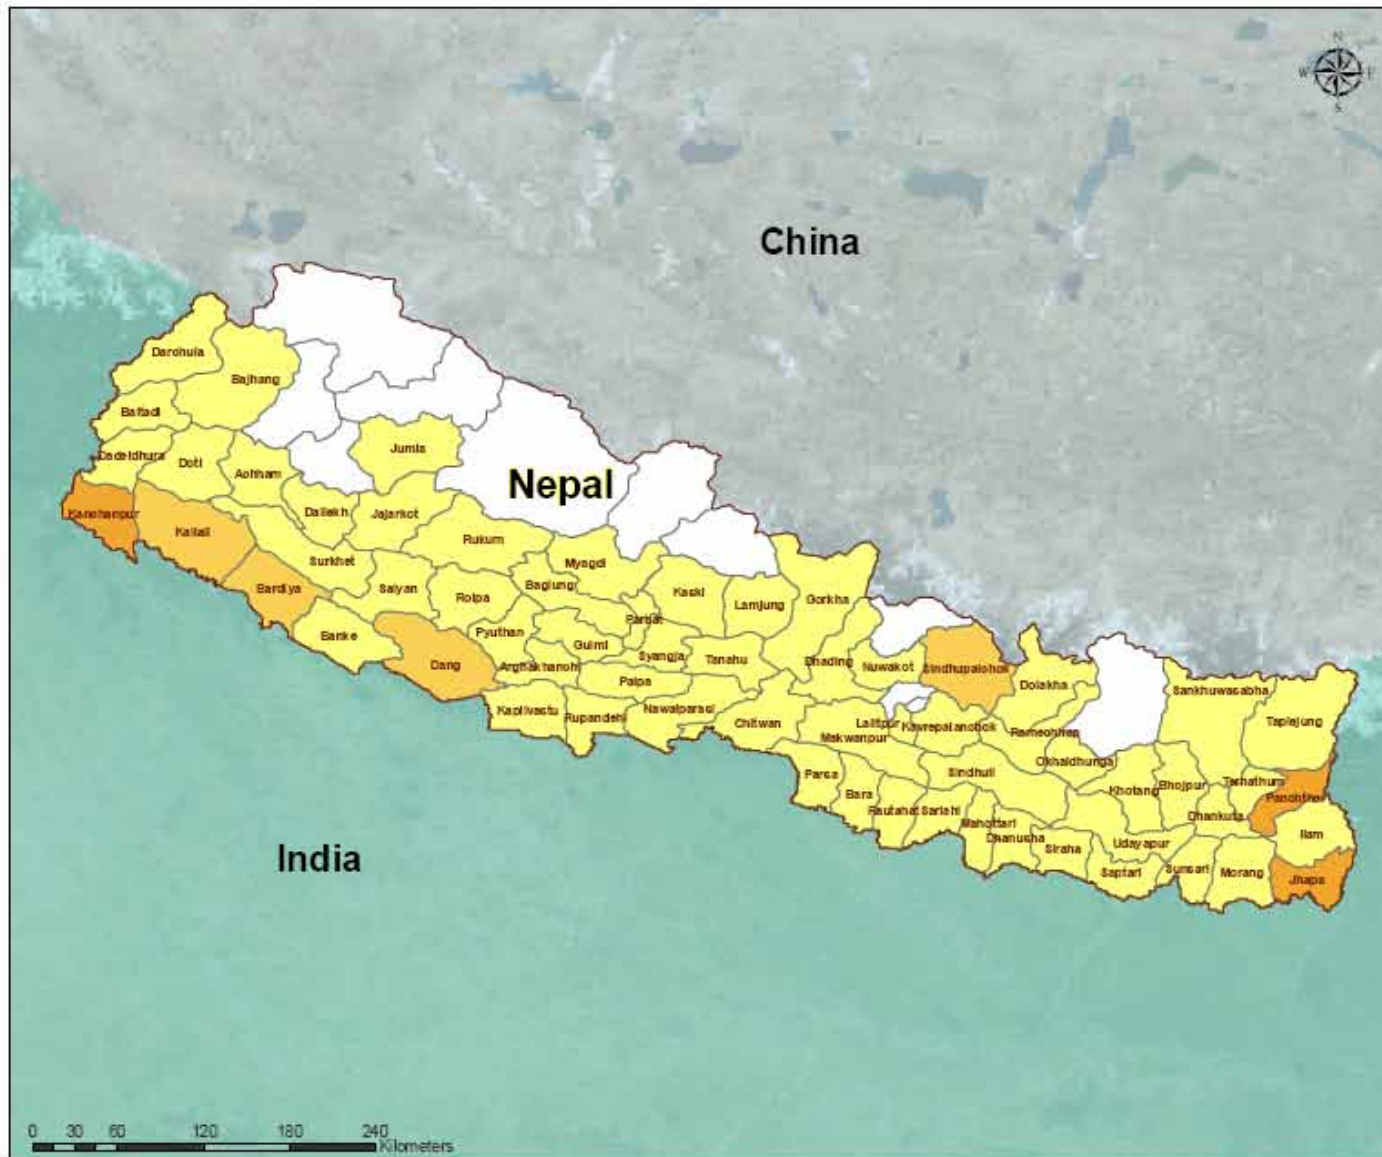 N
W E
S
China
Darchula
Bajhang
Baitadi
Jumla
Dadeldhura
Doti
Achham
Nepal
Kanchanpur
Kailali
Dailekh
Jajarkot
Rukum
Surkhet
Myagdi
Bardiya
Salyan
Baglung
Kaski
Rolpa
Lamjung
Gorkha
Parbat
Banke
Pyuthan
Gulmi
Syangja
Tanahu
Dang
Arghakhanchi
Dhading
Nuwakot
Sindhupalchok
Palpa
Dolakha
Sankhuwasabha
Kapilvastu
Rupandehi
Nawalparasi
Chitwan
Lalitpur
Kavrepalanchok
Ramechhap
Taplejung
Makwanpur
Okhaldhunga
Parsa
Sindhuli
Bara
Khotang
Bhojpur
Terhathum
Panchthar
Rautahat
Sarlahi
Mahottari
Dhankuta
Dhanusha
Siraha
Udayapur
Ilam
Saptari
Sunsari
Morang
Jhapa
India
0 30 60 120 180 240
Kilometers